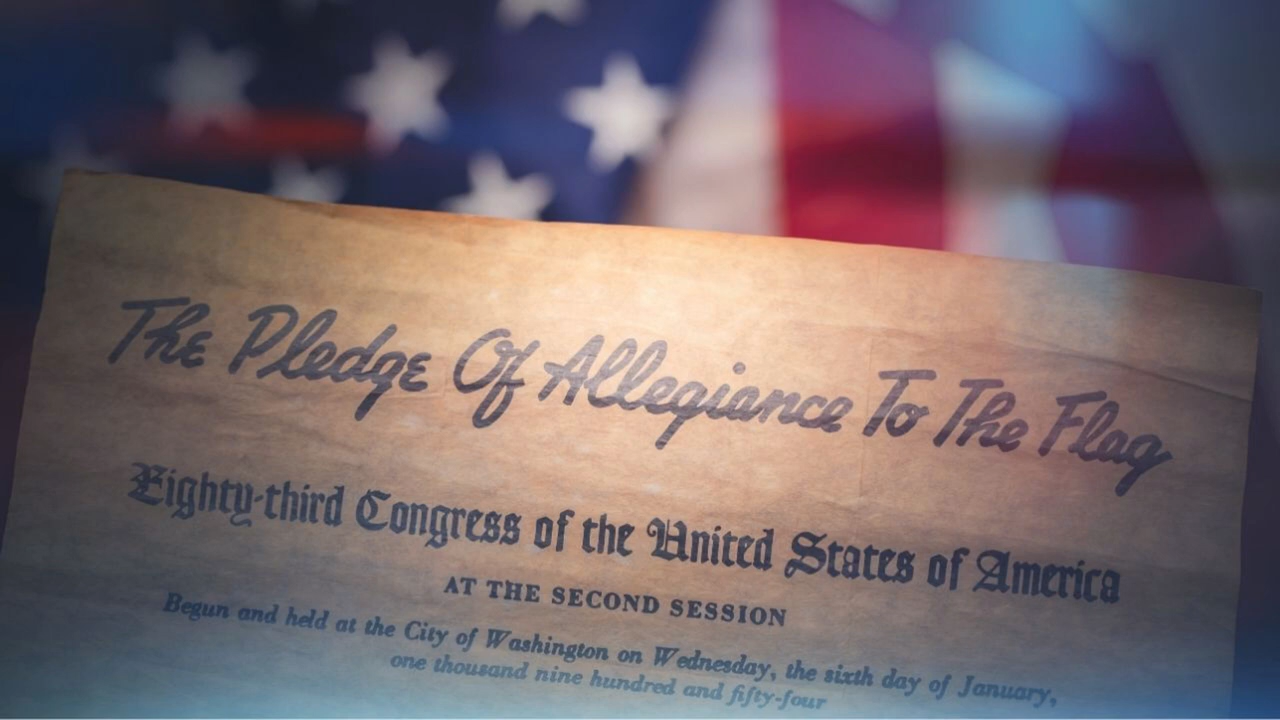 The Pledge Of Allegiance To The Flag
Eighty-third Congress of the United States of America
AT THE SECOND SESSION
Begun and held at the City of Washington on Wednesday, the sixth day of January,
one thousand nine hundred and fifty-four